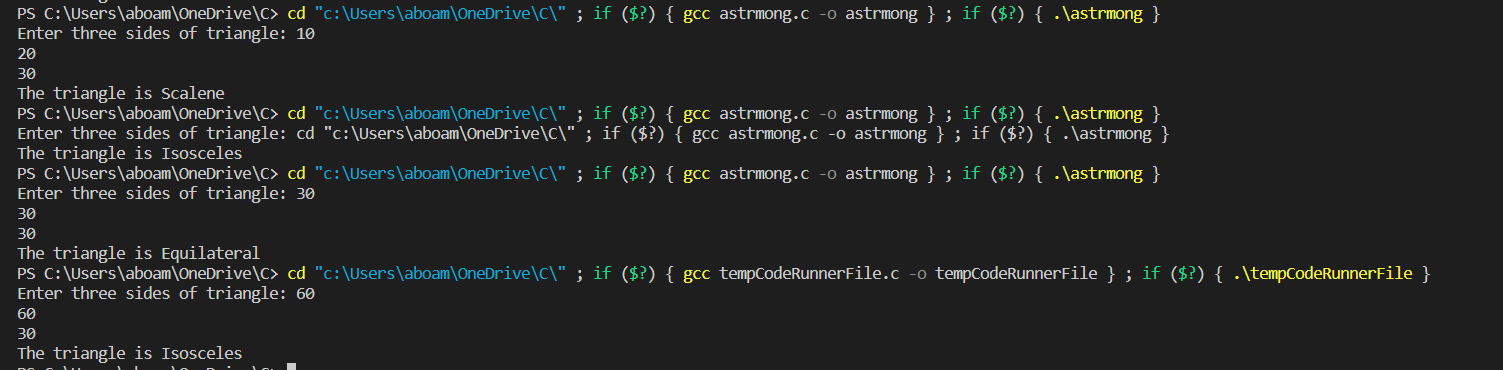 PS C:\Users\aboam\OneDrive\C> cd "c:\Users\aboam\OneDrive\C\" ; if ($?) { gcc astrmong.c -o astrmong } ; if ($?) { .\astrmong }
Enter three sides of triangle: 10
20
30
The triangle is Scalene
PS C:\Users\aboam\OneDrive\C> cd "c:\Users\aboam\OneDrive\C\" ; if ($?) { gcc astrmong.c -o astrmong } ; if ($?) { .\astrmong }
Enter three sides of triangle: cd "c:\Users\aboam\OneDrive\C\" ; if ($?) { gcc astrmong.c -o astrmong } ; if ($?) { .\astrmong }
The triangle is Isosceles
PS C:\Users\aboam\OneDrive\C> cd "c:\Users\aboam\OneDrive\C\" ; if ($?) { gcc astrmong.c -o astrmong } ; if ($?) { .\astrmong }
Enter three sides of triangle: 30
30
30
The triangle is Equilateral
PS C:\Users\aboam\OneDrive\C> cd "c:\Users\aboam\OneDrive\C\" ; if ($?) { gcc tempCodeRunnerFile.c -o tempCodeRunnerFile } ; if ($?) { .\tempCodeRunnerFile }
Enter three sides of triangle: 60
60
30
The triangle is Isosceles
PS C:\Users\aboam\OneDrive\C>